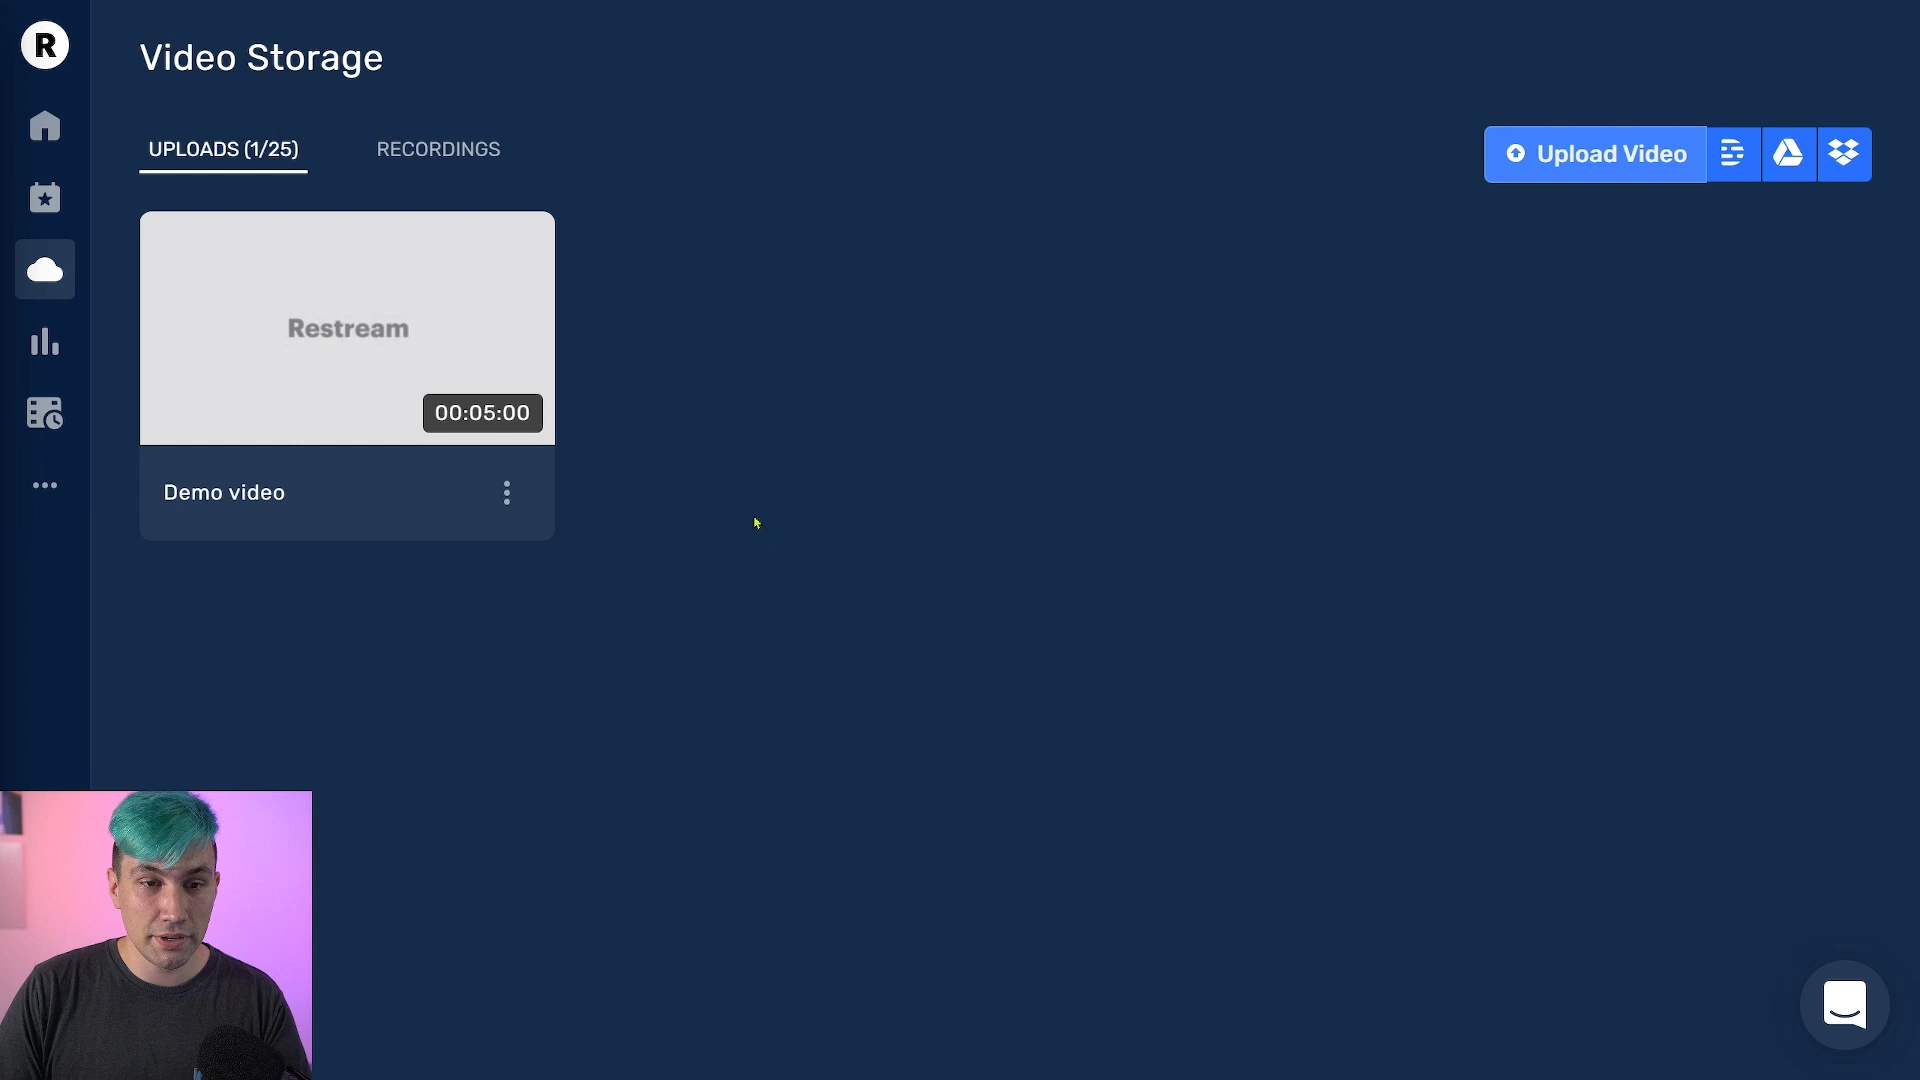 R
Video Storage
UPLOADS (1/25)
RECORDINGS
Upload Video
Restream
00:05:00
Demo video